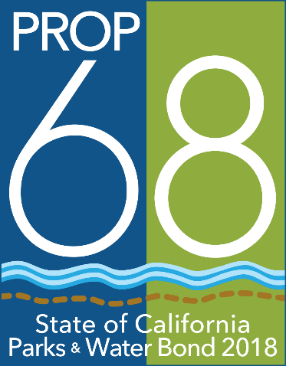 PROP
68
State of California
Parks & Water Bond 2018